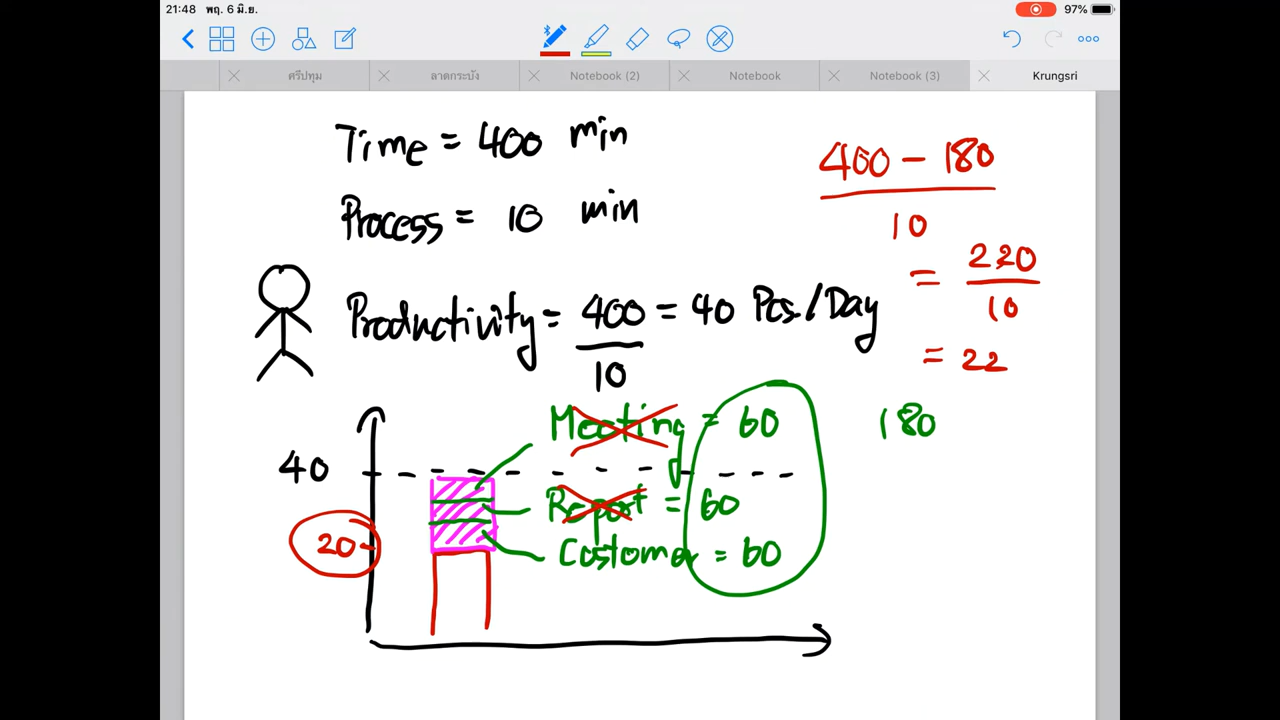 21:48 พฤ. 6 มิ.ย. 97%
ศรีปทุม ลาดกระบัง Notebook (2) Notebook Notebook (3) Krungsri
Time = 400 min
Process = 10 min
Productivity = 400 = 40 Pcs/Day
10
400 - 180
10
= 220
10
= 22
40
20
Meeting = 60
Report = 60
Costomer = 60
180